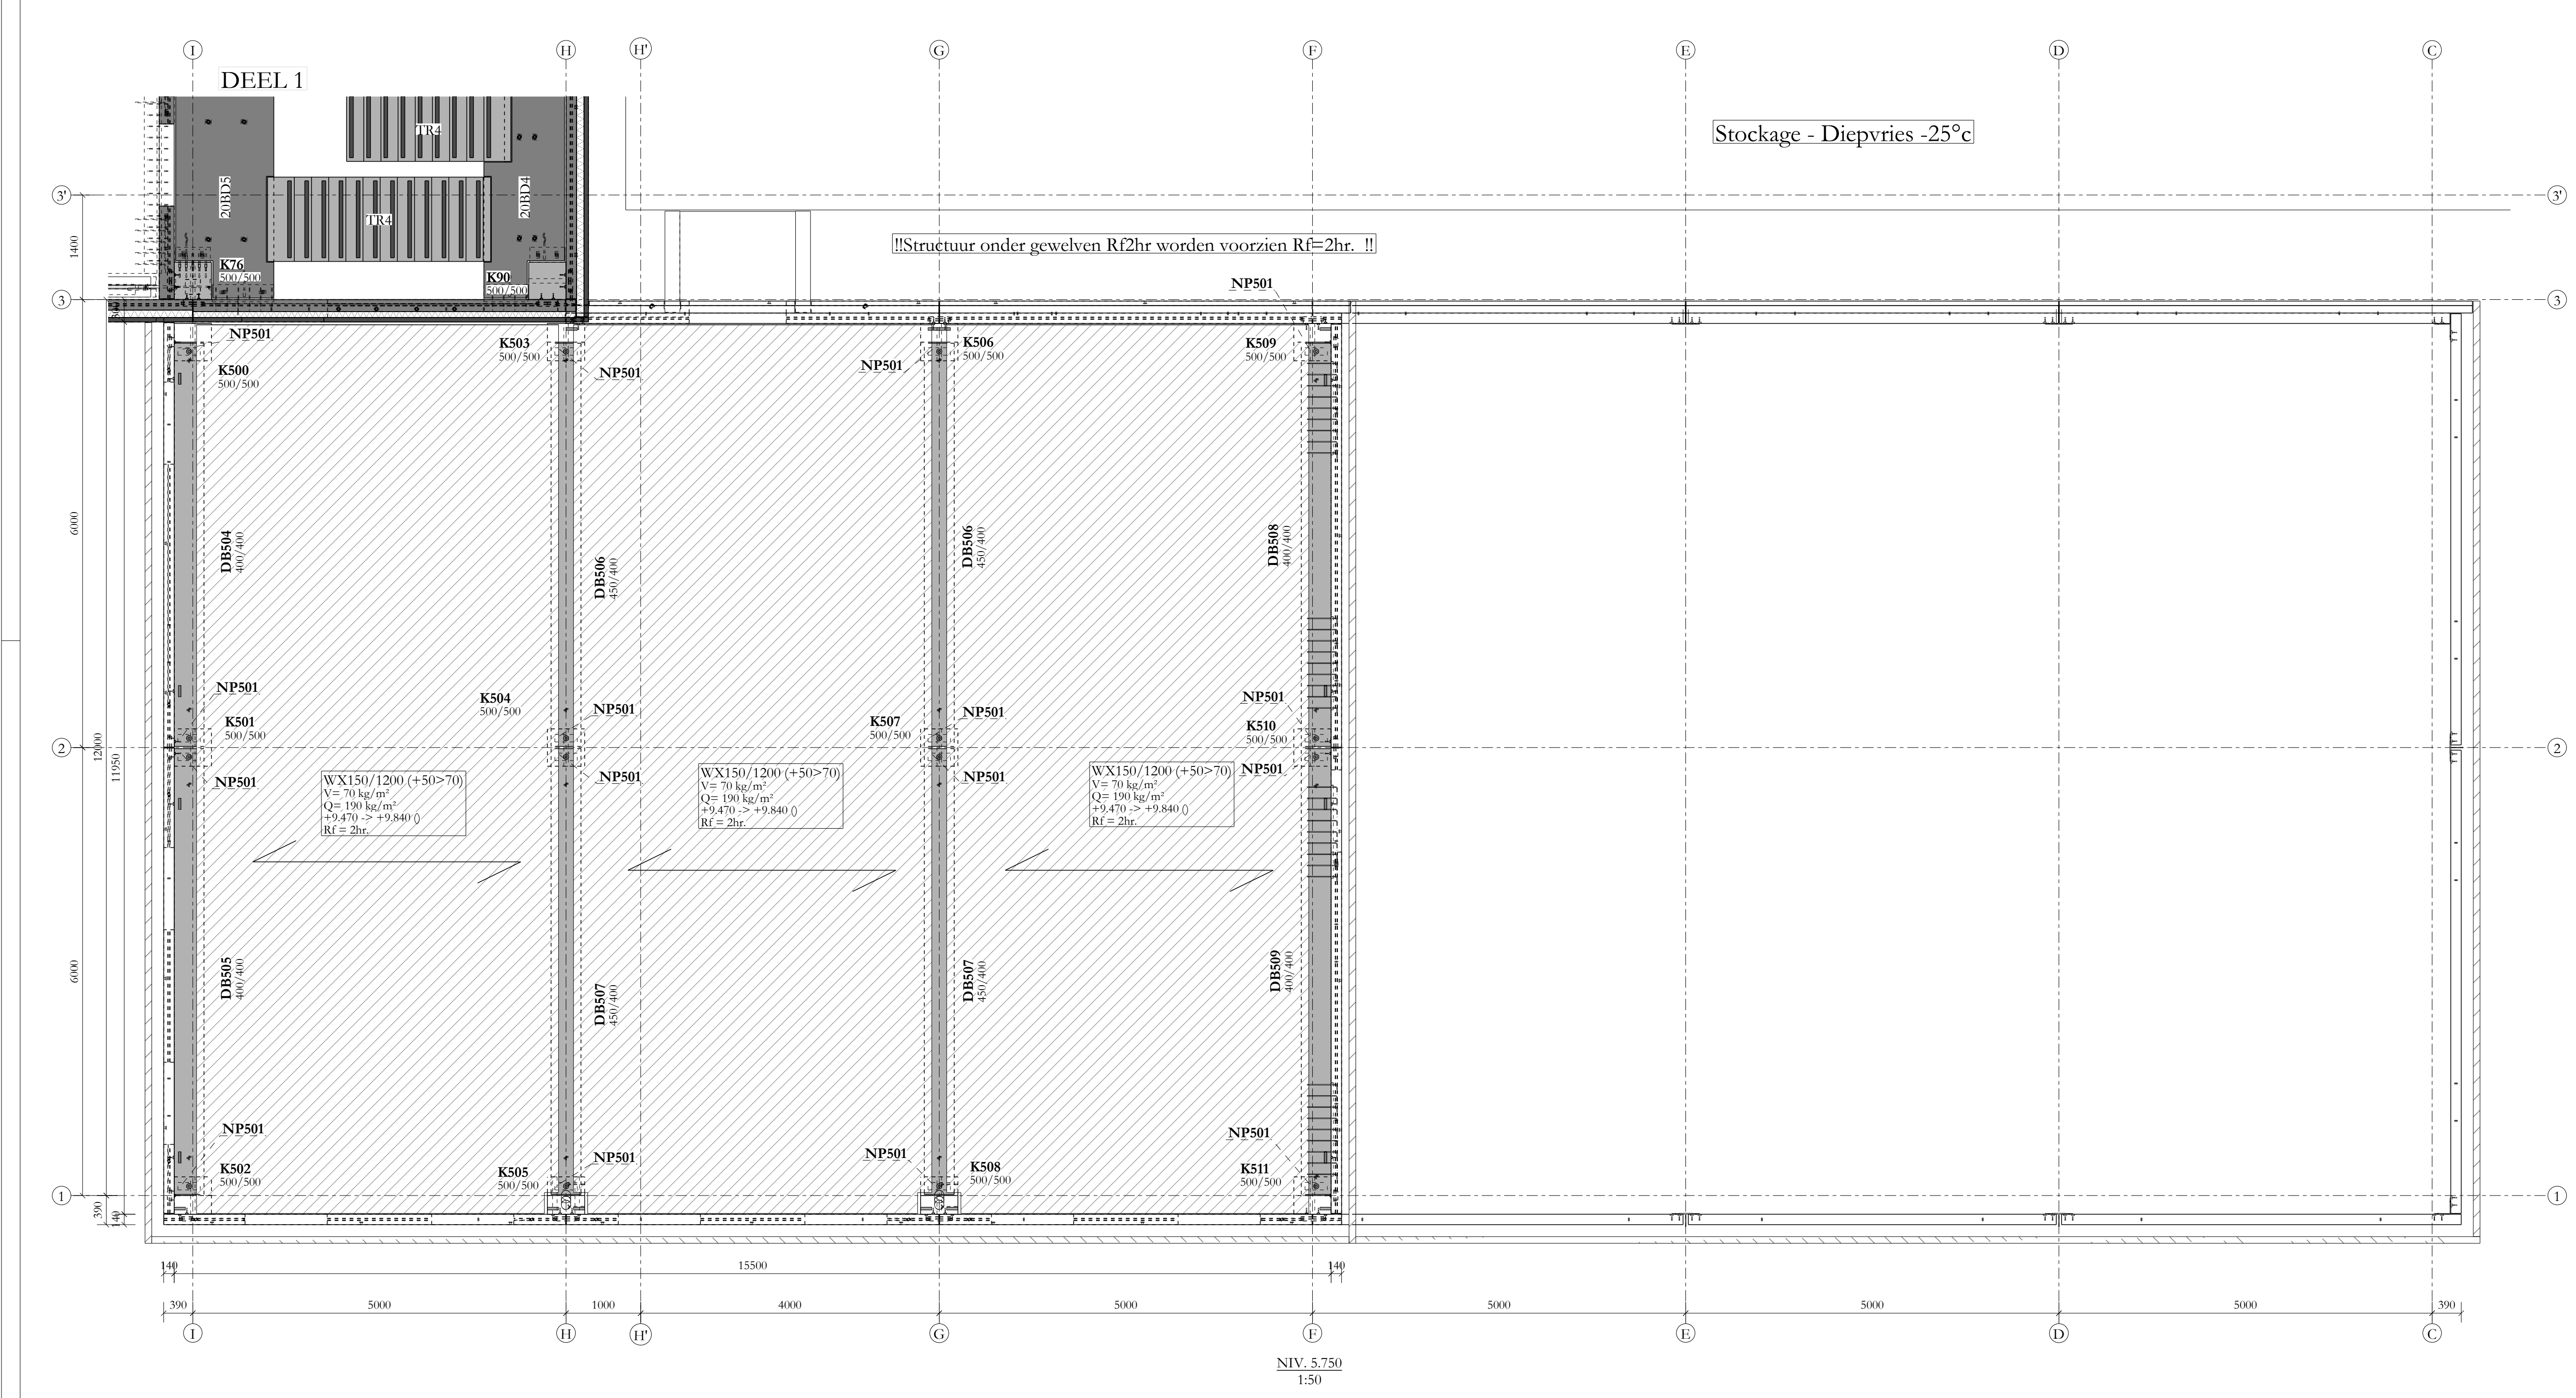 I
H
H'
G
F
E
D
C
DEEL 1
Stockage - Diepvries -25°c
TR4
20BD5
20BD4
TR4
3'
3'
1400
!!Structuur onder gewelven Rf2hr worden voorzien Rf=2hr. !!
K76
500/500
K90
500/500
NP501
3
3
300
NP501
K500
500/500
K503
500/500
NP501
NP501
K506
500/500
K509
500/500
6000
DB504
400/400
DB506
450/400
DB506
450/400
DB508
400/400
NP501
K501
500/500
K504
500/500
NP501
K507
500/500
NP501
NP501
K510
500/500
2
2
12000
11950
NP501
NP501
NP501
NP501
WX150/1200 (+50>70)
V= 70 kg/m²
Q= 190 kg/m²
+9.470 -> +9.840 ()
Rf = 2hr.
WX150/1200 (+50>70)
V= 70 kg/m²
Q= 190 kg/m²
+9.470 -> +9.840 ()
Rf = 2hr.
WX150/1200 (+50>70)
V= 70 kg/m²
Q= 190 kg/m²
+9.470 -> +9.840 ()
Rf = 2hr.
6000
DB505
400/400
DB507
450/400
DB507
450/400
DB509
400/400
NP501
K502
500/500
K505
500/500
NP501
NP501
K508
500/500
NP501
K511
500/500
1
1
390
140
140
15500
140
390
5000
1000
4000
5000
5000
5000
5000
390
I
H
H'
G
F
E
D
C
NIV. 5.750
1:50